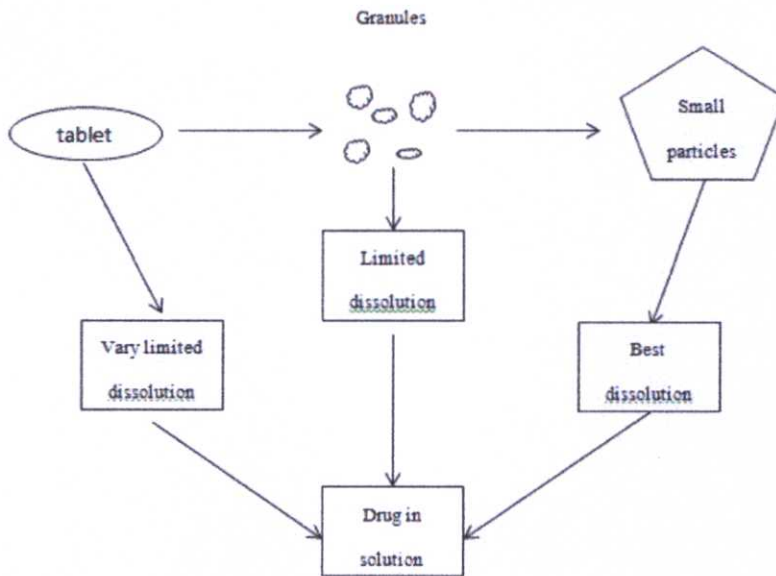 Granules
tablet
Small
particles
Limited
dissolution
Vary limited
dissolution
Best
dissolution
Drug in
solution